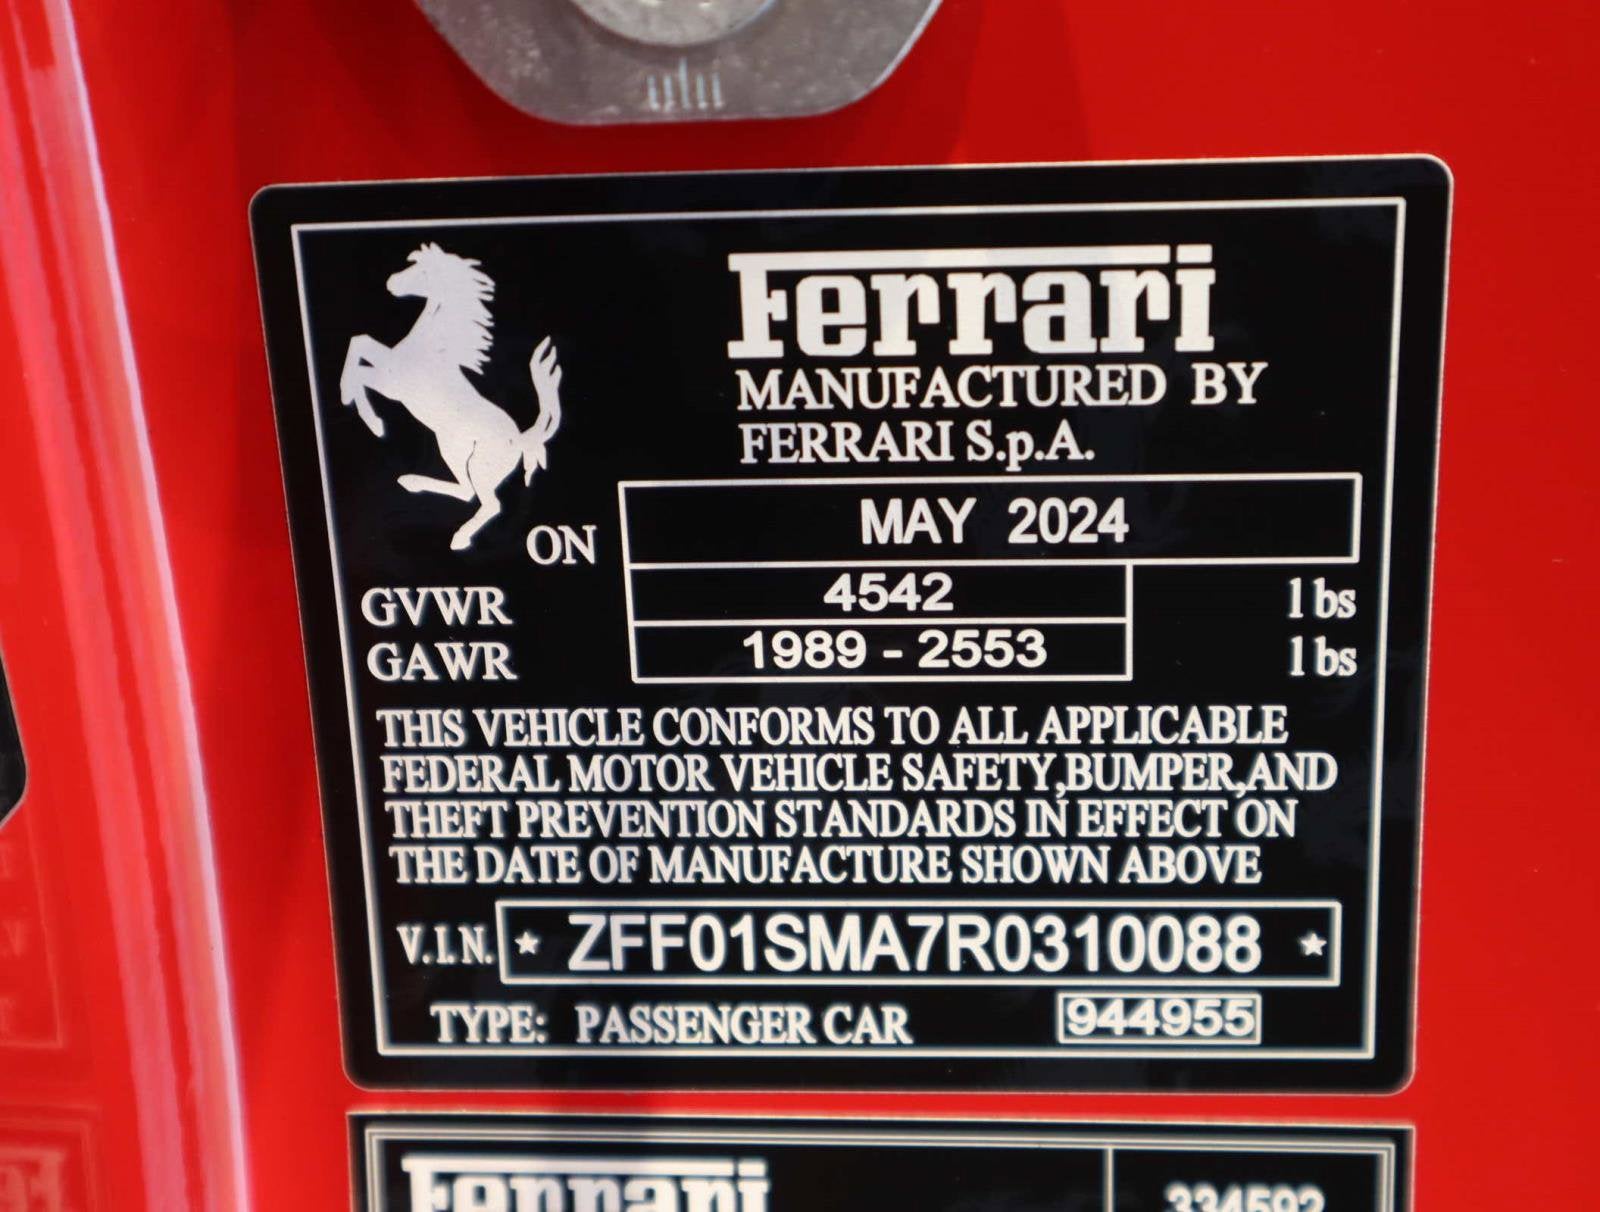 Ferrari
MANUFACTURED BY
FERRARI S.p.A.
ON MAY 2024
GVWR 4542 lbs
GAWR 1989 - 2553 lbs
THIS VEHICLE CONFORMS TO ALL APPLICABLE
FEDERAL MOTOR VEHICLE SAFETY,BUMPER,AND
THEFT PREVENTION STANDARDS IN EFFECT ON
THE DATE OF MANUFACTURE SHOWN ABOVE
V.I.N. ★ ZFF01SMA7R0310088 ★
TYPE: PASSENGER CAR 944955
Ferrari 334592